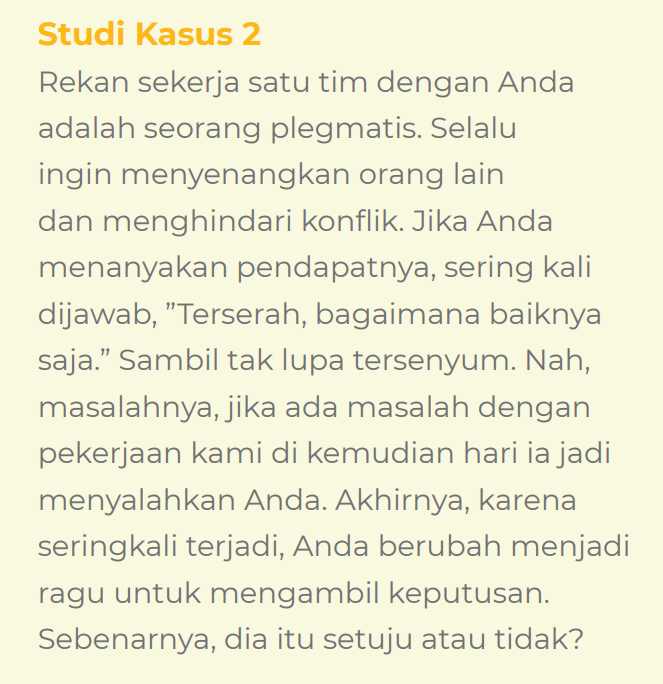 Studi Kasus 2
Rekan sekerja satu tim dengan Anda
adalah seorang plegmatis. Selalu
ingin menyenangkan orang lain
dan menghindari konflik. Jika Anda
menanyakan pendapatnya, sering kali
dijawab, ”Terserah, bagaimana baiknya
saja.” Sambil tak lupa tersenyum. Nah,
masalahnya, jika ada masalah dengan
pekerjaan kami di kemudian hari ia jadi
menyalahkan Anda. Akhirnya, karena
seringkali terjadi, Anda berubah menjadi
ragu untuk mengambil keputusan.
Sebenarnya, dia itu setuju atau tidak?